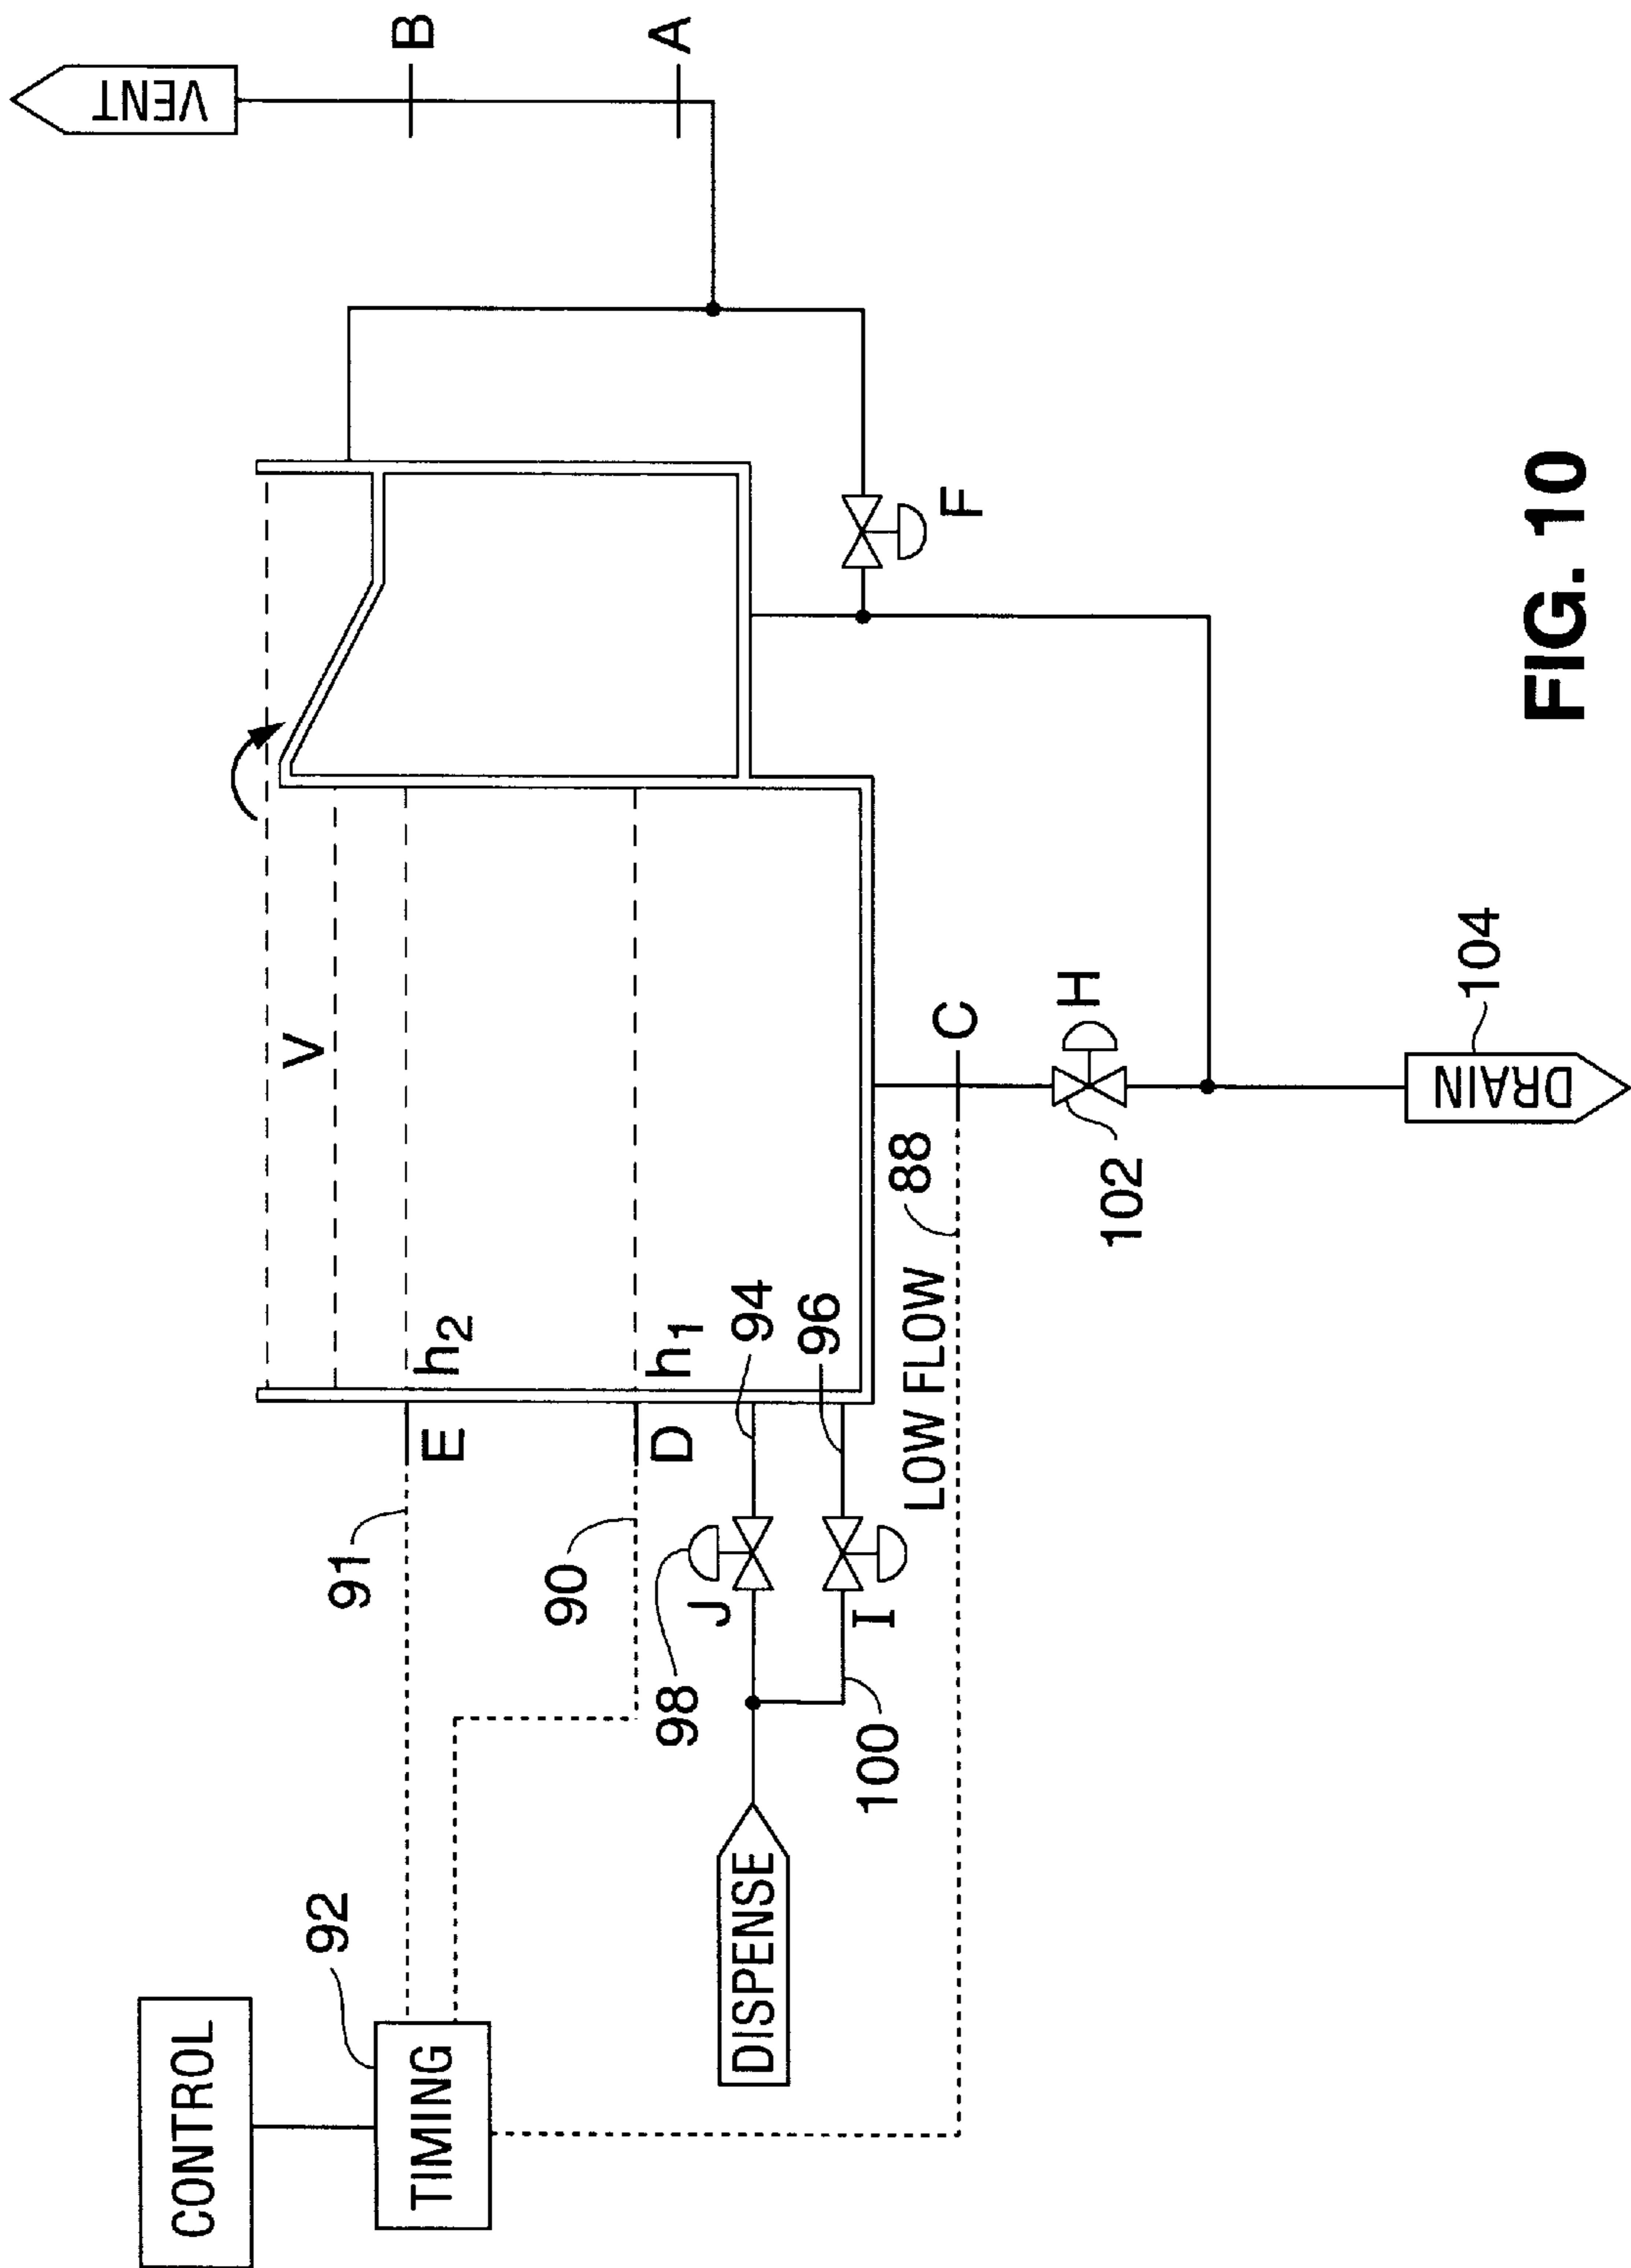 CONTROL
TIMING
92
91
90
98
J
I
100
DISPENSE
E
D
h2
h1
94
96
V
LOW FLOW
88
C
H
102
DRAIN
104
F
VENT
B
A
FIG. 10